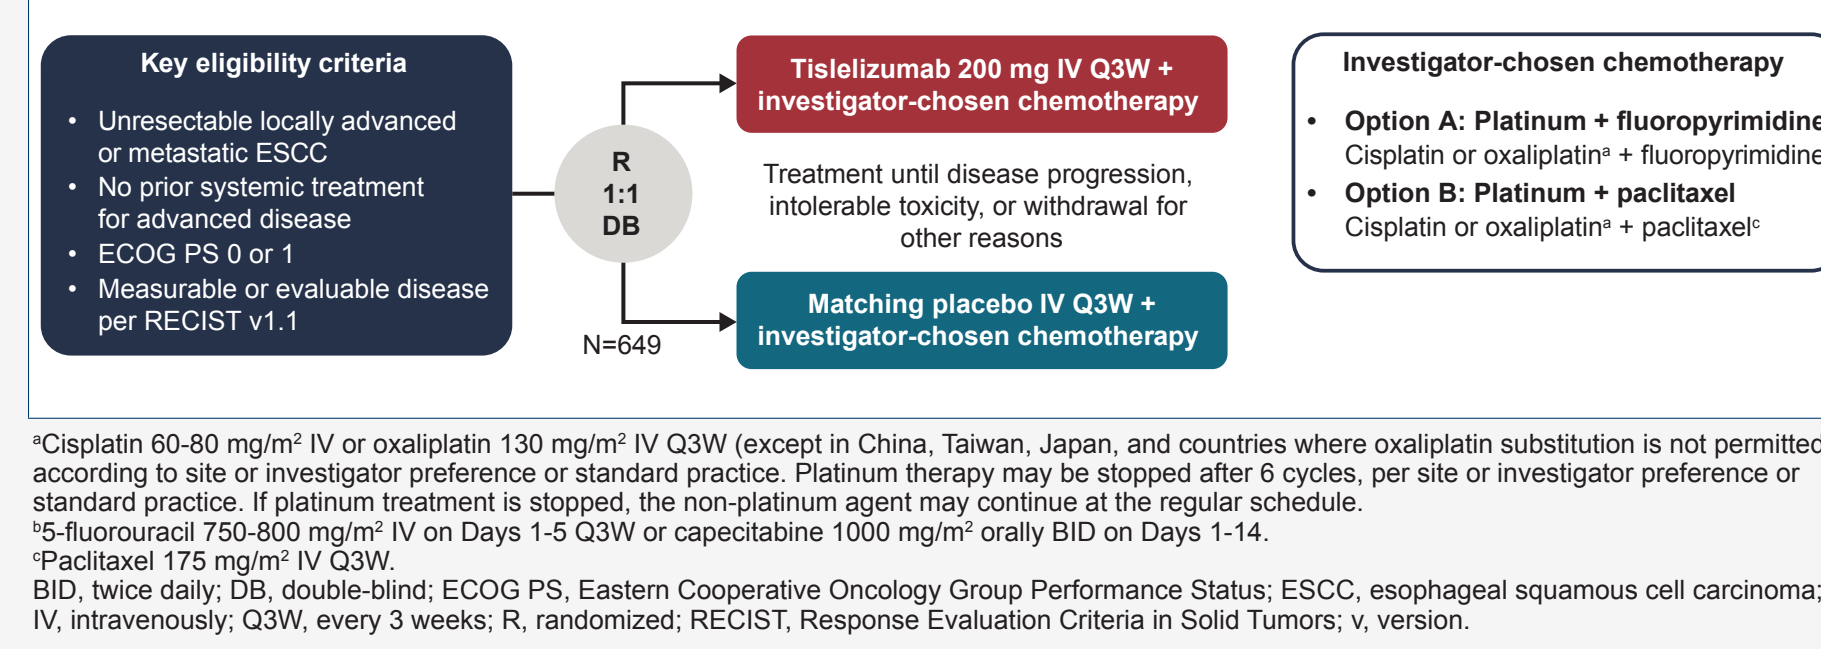 Key eligibility criteria
• Unresectable locally advanced
or metastatic ESCC
• No prior systemic treatment
for advanced disease
• ECOG PS 0 or 1
• Measurable or evaluable disease
per RECIST v1.1
R
1:1
DB
N=649
Tislelizumab 200 mg IV Q3W +
investigator-chosen chemotherapy
Treatment until disease progression,
intolerable toxicity, or withdrawal for
other reasons
Matching placebo IV Q3W +
investigator-chosen chemotherapy
Investigator-chosen chemotherapy
• Option A: Platinum + fluoropyrimidine
Cisplatin or oxaliplatinᵃ + fluoropyrimidine
• Option B: Platinum + paclitaxel
Cisplatin or oxaliplatinᵃ + paclitaxelᶜ
ᵃCisplatin 60-80 mg/m² IV or oxaliplatin 130 mg/m² IV Q3W (except in China, Taiwan, Japan, and countries where oxaliplatin substitution is not permitted
according to site or investigator preference or standard practice. Platinum therapy may be stopped after 6 cycles, per site or investigator preference or
standard practice. If platinum treatment is stopped, the non-platinum agent may continue at the regular schedule.
ᵇ5-fluorouracil 750-800 mg/m² IV on Days 1-5 Q3W or capecitabine 1000 mg/m² orally BID on Days 1-14.
ᶜPaclitaxel 175 mg/m² IV Q3W.
BID, twice daily; DB, double-blind; ECOG PS, Eastern Cooperative Oncology Group Performance Status; ESCC, esophageal squamous cell carcinoma;
IV, intravenously; Q3W, every 3 weeks; R, randomized; RECIST, Response Evaluation Criteria in Solid Tumors; v, version.